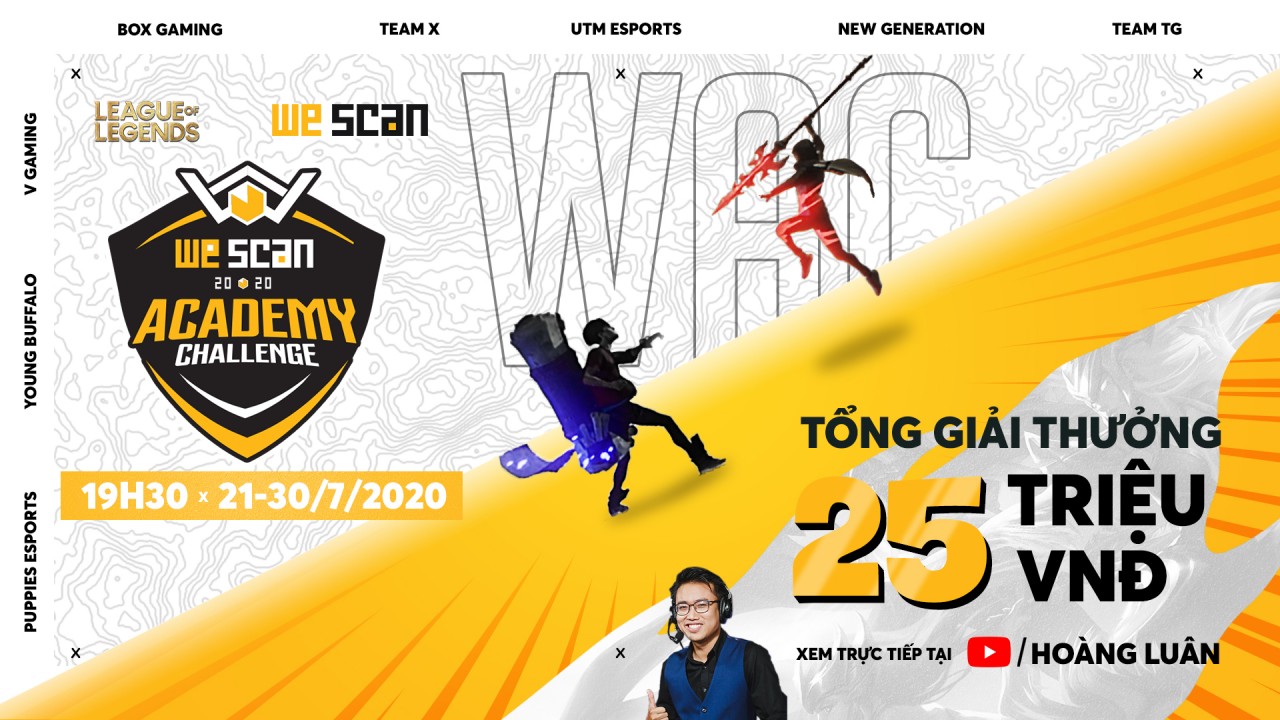 BOX GAMING
TEAM X
UTM ESPORTS
NEW GENERATION
TEAM TG
V GAMING
YOUNG BUFFALO
PUPPIES ESPORTS
LEAGUE OF
LEGENDS
we scan
WAC
we scan
20 20
ACADEMY
CHALLENGE
19H30 x 21-30/7/2020
TỔNG GIẢI THƯỞNG
25 TRIỆU
VNĐ
XEM TRỰC TIẾP TẠI /HOÀNG LUÂN